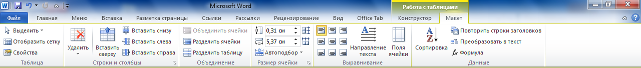 Microsoft Word
Работа с таблицами
Файл Главная Вставка Разметка страницы Ссылки Рассылки Рецензирование Вид Office Tab Конструктор Макет
Выделить Удалить Вставить сверху Вставить снизу Объединить ячейки 0,31 см Направление текста Поля ячейки Сортировка Повторить строки заголовков
Отобразить сетку Вставить слева Разделить ячейки 5,37 см Преобразовать в текст
Свойства Вставить справа Разделить таблицу Автоподбор Формула
Таблица Строки и столбцы Объединение Размер ячейки Выравнивание Данные